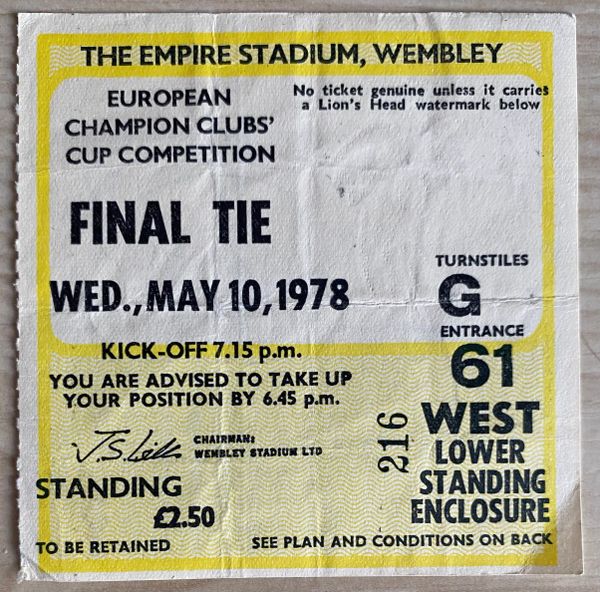 THE EMPIRE STADIUM, WEMBLEY
EUROPEAN
CHAMPION CLUBS'
CUP COMPETITION
No ticket genuine unless it carries
a Lion's Head watermark below
FINAL TIE
WED., MAY 10, 1978
KICK-OFF 7.15 p.m.
YOU ARE ADVISED TO TAKE UP
YOUR POSITION BY 6.45 p.m.
TURNSTILES
G
ENTRANCE
61
WEST
LOWER
STANDING
ENCLOSURE
216
CHAIRMAN:
WEMBLEY STADIUM LTD
STANDING
£2.50
TO BE RETAINED
SEE PLAN AND CONDITIONS ON BACK